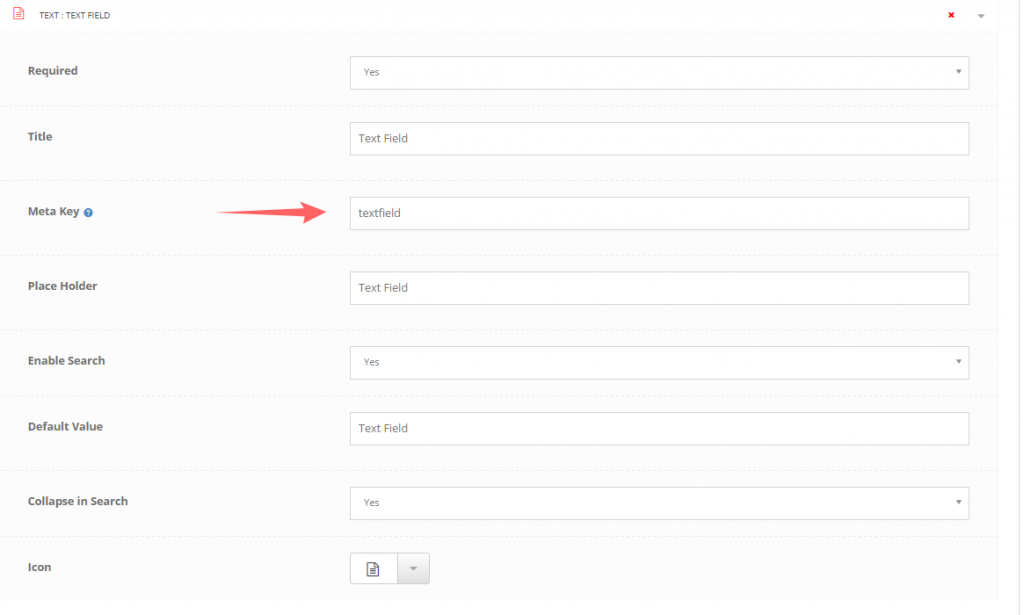 TEXT : TEXT FIELD
Required
Yes
Title
Text Field
Meta Key ?
textfield
Place Holder
Text Field
Enable Search
Yes
Default Value
Text Field
Collapse in Search
Yes
Icon